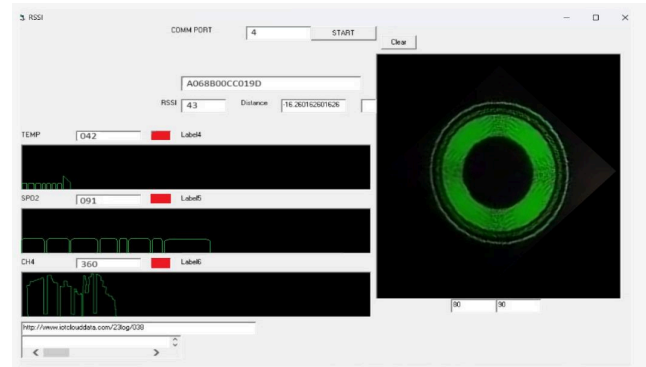 RSSI
COMM PORT 4 START
Clear
A068B00CC019D
RSSI 43 Distance -16.260162601626
TEMP 042 Label4
SPO2 091 Label5
CH4 360 Label6
80 90
http://www.iotclouddata.com/23log/038